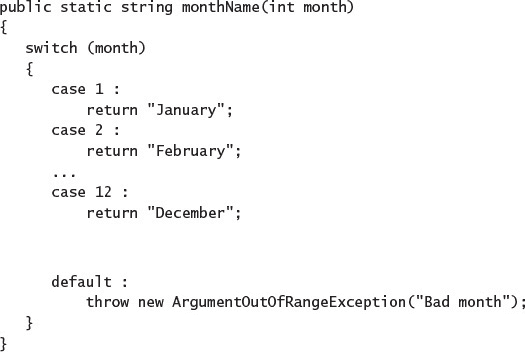 public static string monthName(int month)
{
   switch (month)
   {
      case 1 :
          return "January";
      case 2 :
          return "February";
      ...
      case 12 :
          return "December";
      default :
          throw new ArgumentOutOfRangeException("Bad month");
   }
}